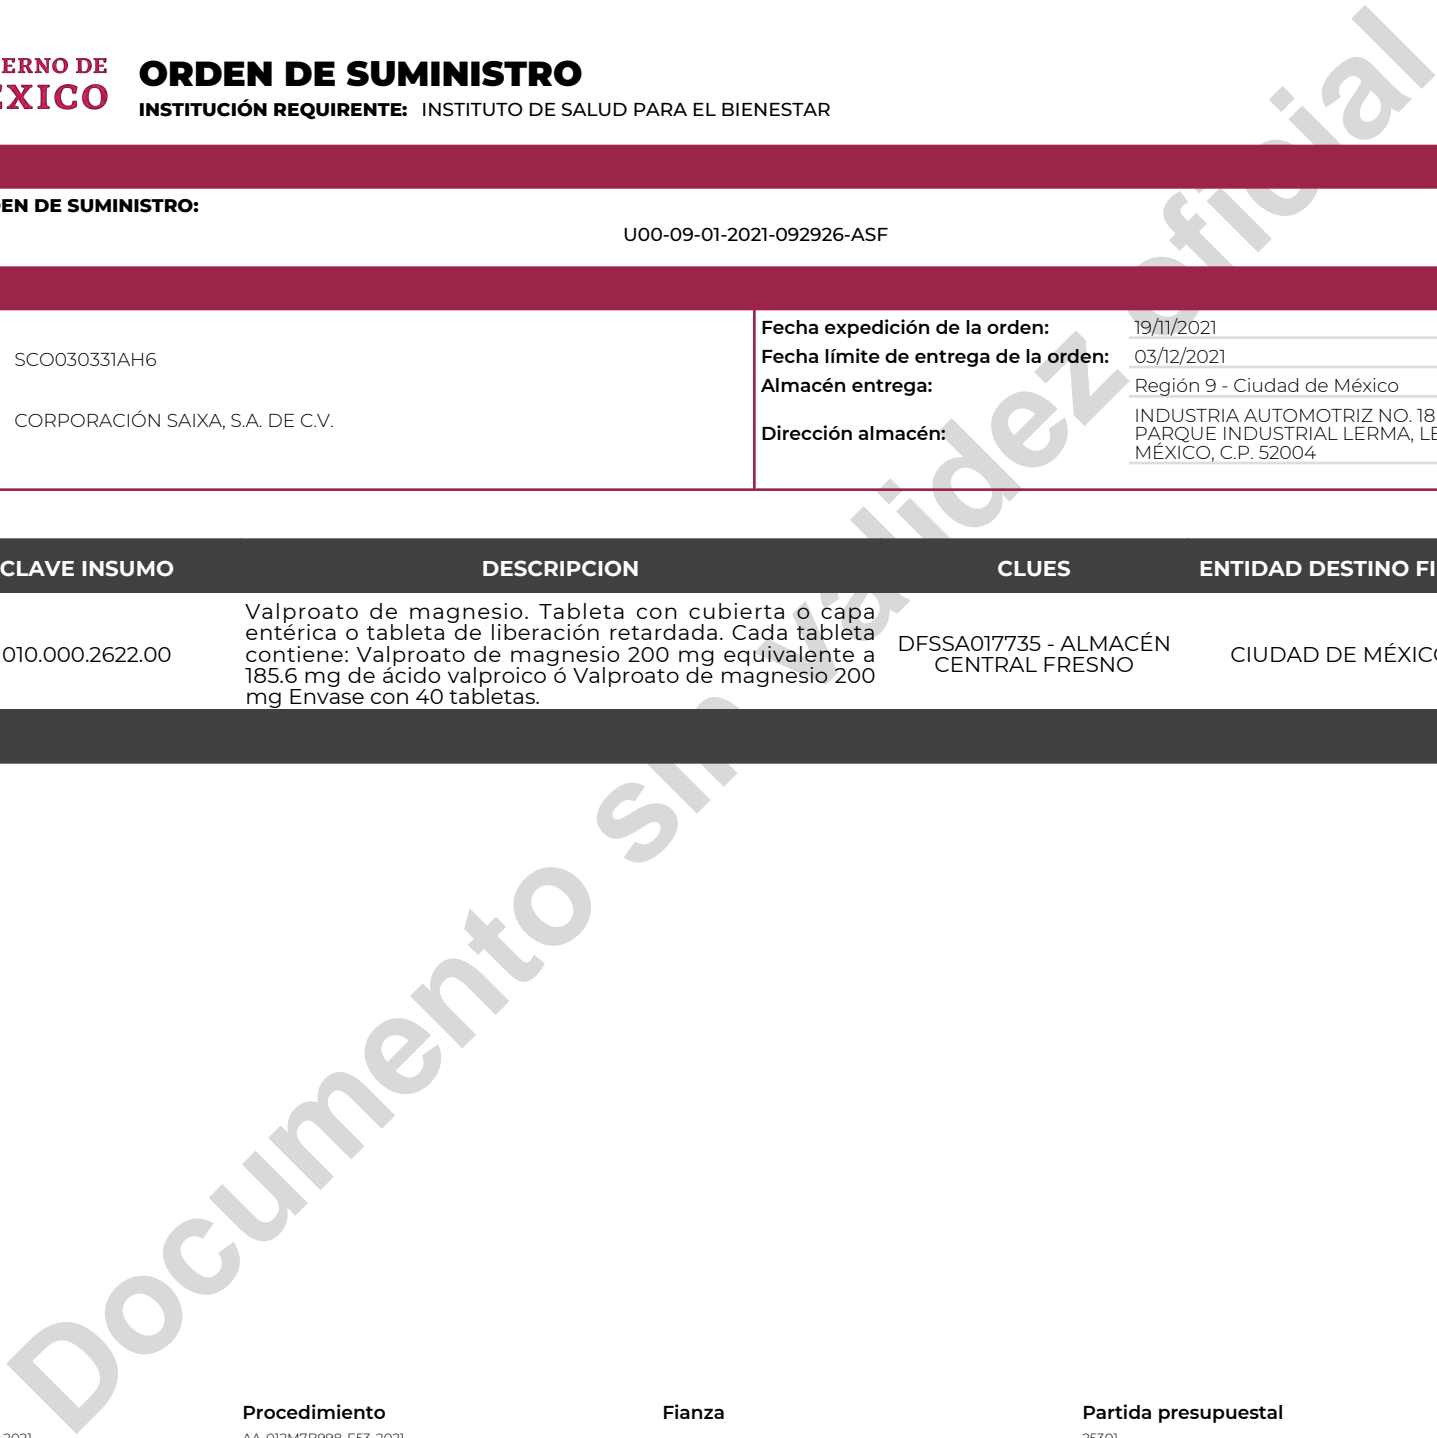 ERNO DE
EXICO
ORDEN DE SUMINISTRO
INSTITUCIÓN REQUIRENTE: INSTITUTO DE SALUD PARA EL BIENESTAR
EN DE SUMINISTRO:
U00-09-01-2021-092926-ASF
SCO030331AH6
CORPORACIÓN SAIXA, S.A. DE C.V.
Fecha expedición de la orden: 19/11/2021
Fecha límite de entrega de la orden: 03/12/2021
Almacén entrega: Región 9 - Ciudad de México
Dirección almacén: INDUSTRIA AUTOMOTRIZ NO. 18
PARQUE INDUSTRIAL LERMA, LE
MÉXICO, C.P. 52004
CLAVE INSUMO DESCRIPCION CLUES ENTIDAD DESTINO FI
010.000.2622.00
Valproato de magnesio. Tableta con cubierta o capa
entérica o tableta de liberación retardada. Cada tableta
contiene: Valproato de magnesio 200 mg equivalente a
185.6 mg de ácido valproico ó Valproato de magnesio 200
mg Envase con 40 tabletas.
DFSSA017735 - ALMACÉN
CENTRAL FRESNO
CIUDAD DE MÉXICO
Documento sin validez oficial
Procedimiento Fianza Partida presupuestal